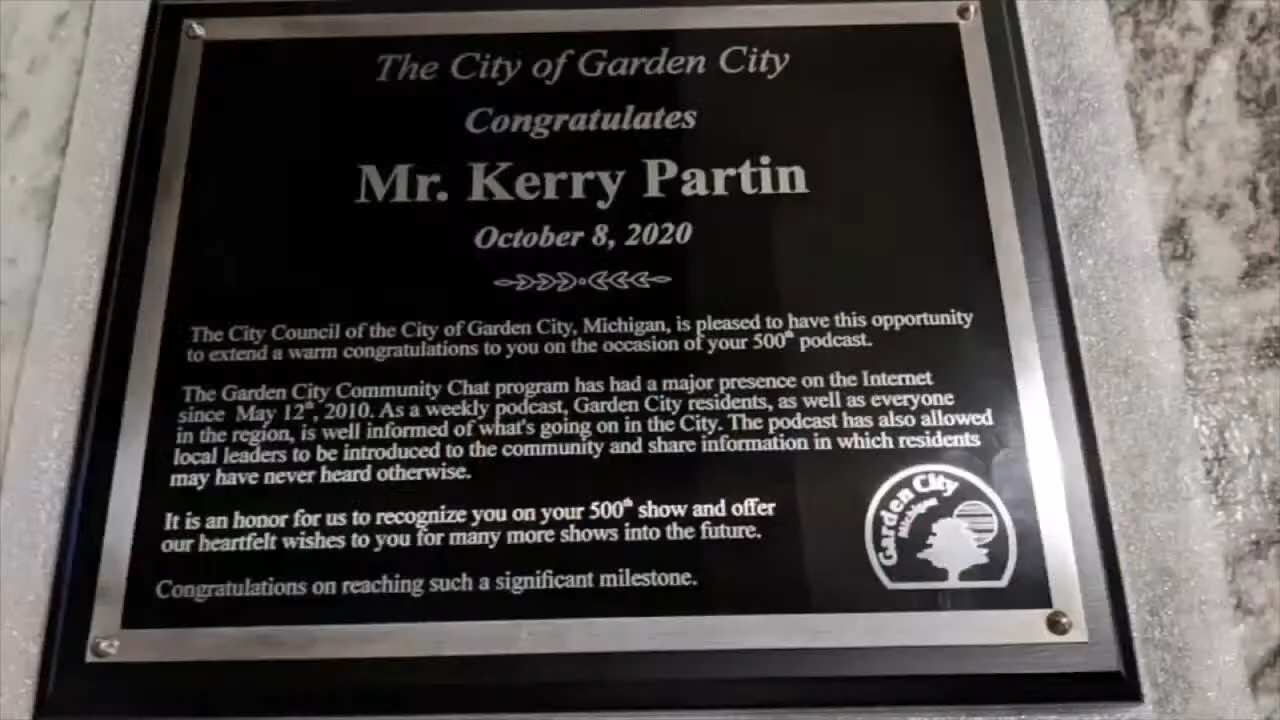 The City of Garden City
Congratulates
Mr. Kerry Partin
October 8, 2020
The City Council of the City of Garden City, Michigan, is pleased to have this opportunity
to extend a warm congratulations to you on the occasion of your 500th podcast.
The Garden City Community Chat program has had a major presence on the Internet
since May 12th, 2010. As a weekly podcast, Garden City residents, as well as everyone
in the region, is well informed of what's going on in the City. The podcast has also allowed
local leaders to be introduced to the community and share information in which residents
may have never heard otherwise.
It is an honor for us to recognize you on your 500th show and offer
our heartfelt wishes to you for many more shows into the future.
Congratulations on reaching such a significant milestone.
Garden City
Michigan